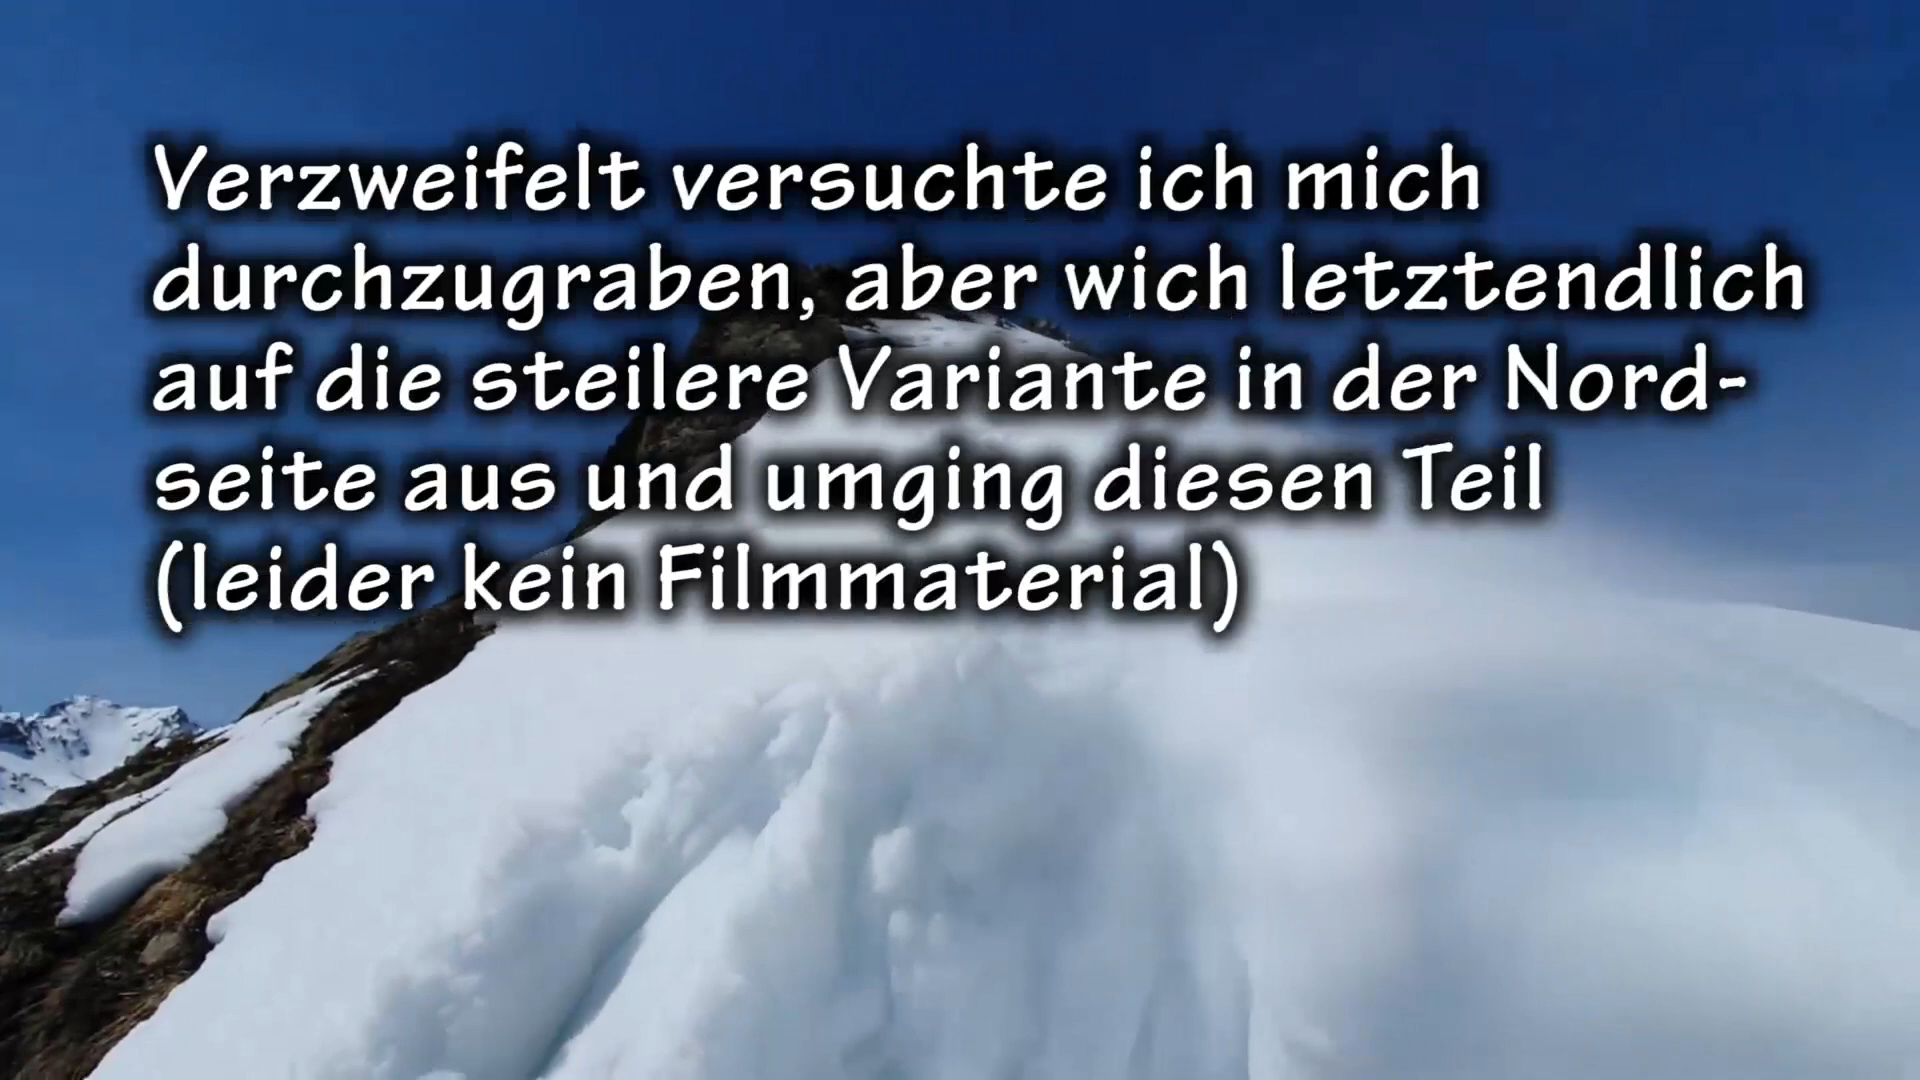 Verzweifelt versuchte ich mich
durchzugraben, aber wich letztendlich
auf die steilere Variante in der Nord-
seite aus und umging diesen Teil
(leider kein Filmmaterial)